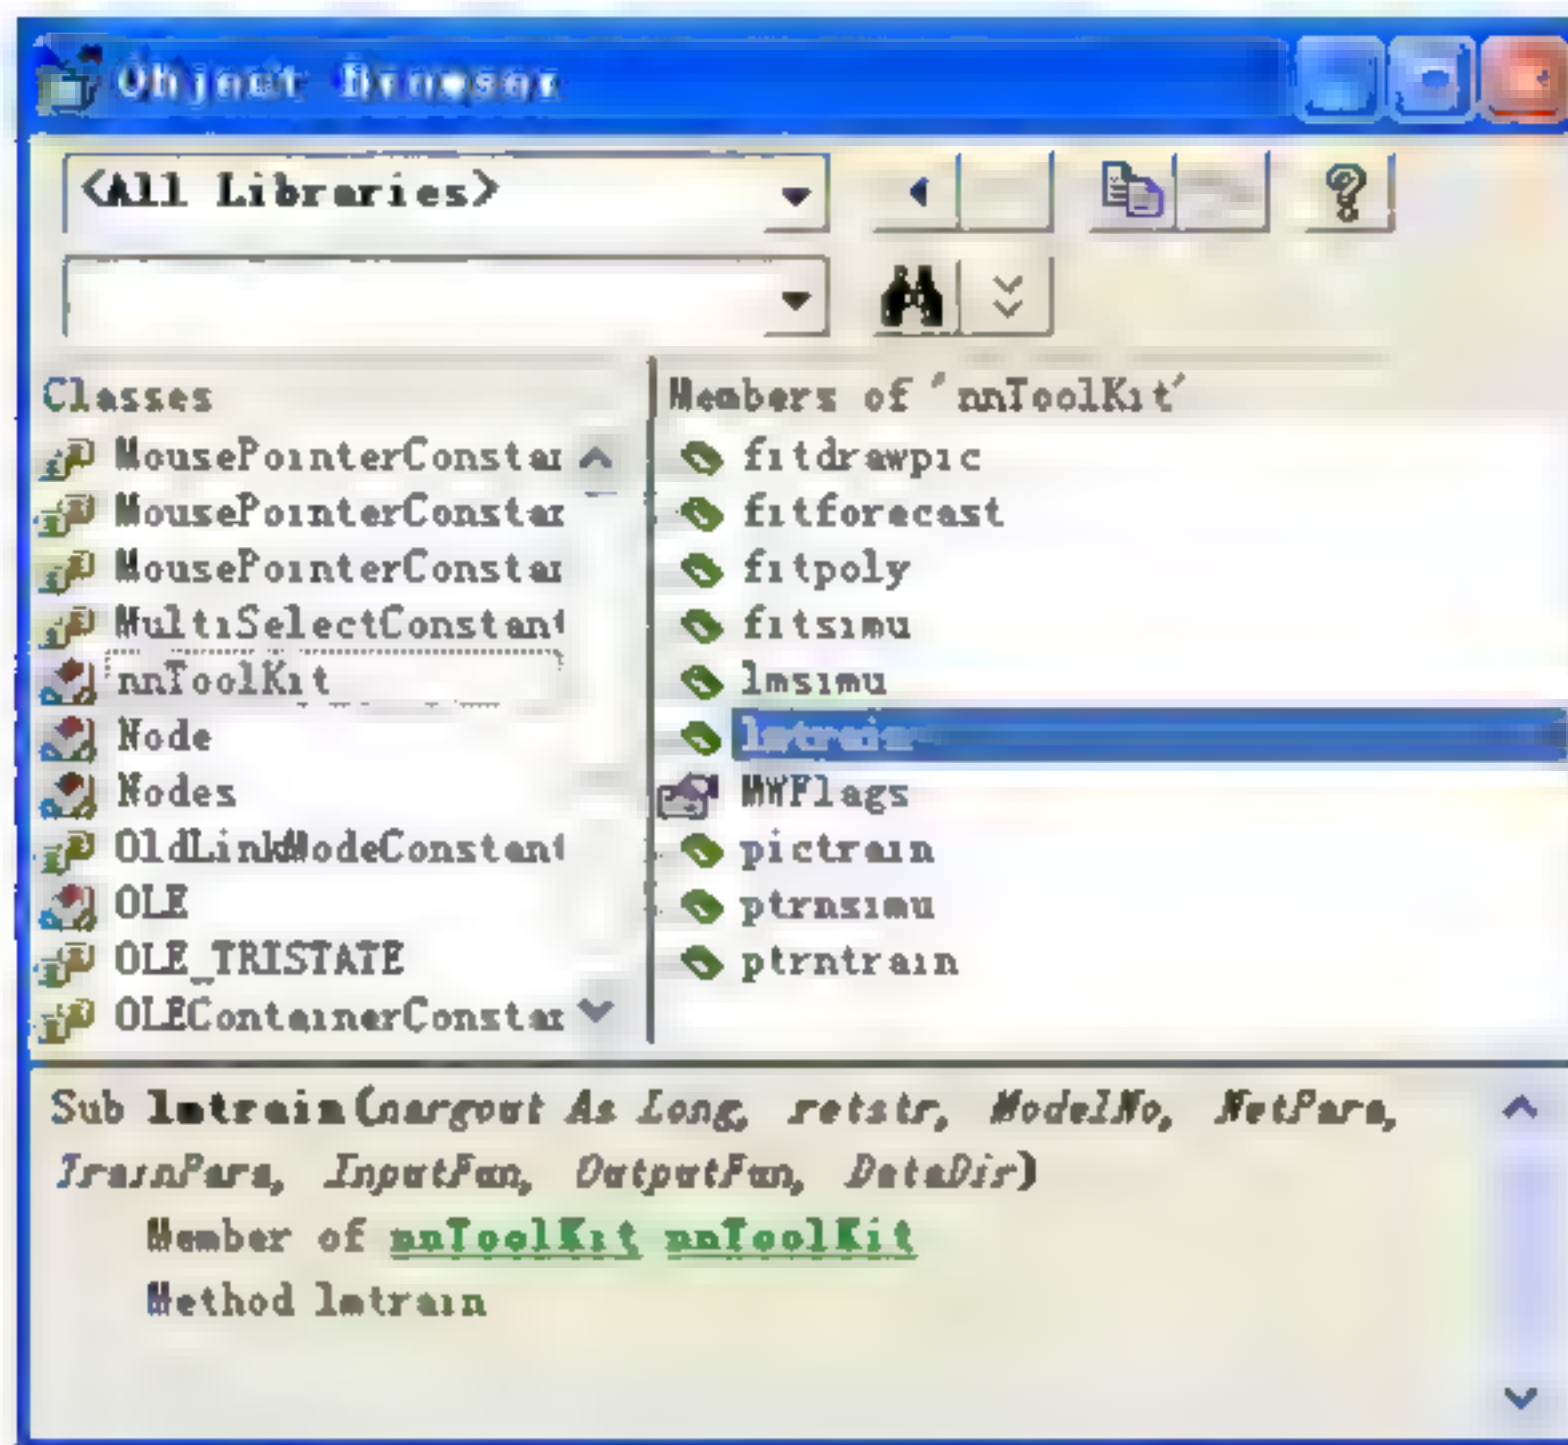 Object Browser
<All Libraries>
Classes
MousePointerConstar
MousePointerConstar
MousePointerConstar
MultiSelectConstant
nnToolKit
Node
Nodes
OldLinkModeConstant
OLE
OLE_TRISTATE
OLEContainerConstar
Members of 'nnToolKit'
fitdrawpic
fitforecast
fitpoly
fitsimu
lmsimu
lmtrain
MWFlags
pictrain
ptrnsimu
ptrntrain
Sub lmtrain(nargout As Long, retstr, ModelNo, NetPara,
TrainPara, InputFun, OutputFun, DataDir)
Member of nnToolKit nnToolKit
Method lmtrain